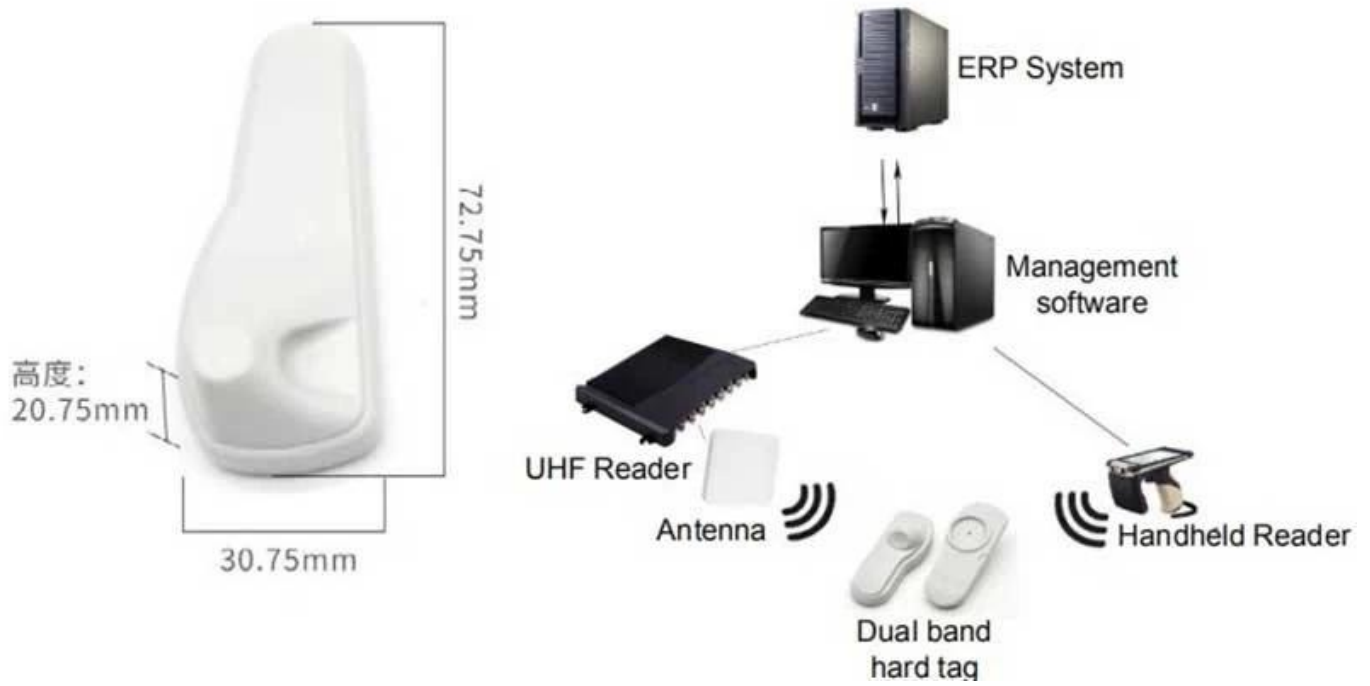 72.75mm
高度：
20.75mm
30.75mm
ERP System
Management
software
UHF Reader
Antenna
Handheld Reader
Dual band
hard tag